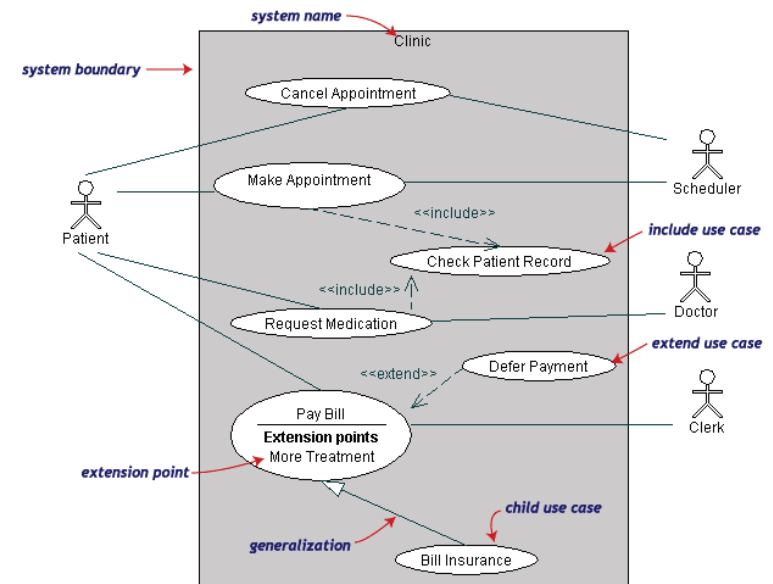 system name
Clinic
system boundary
Cancel Appointment
Make Appointment
Scheduler
<<include>>
Patient
include use case
Check Patient Record
<<include>>
Doctor
Request Medication
extend use case
Defer Payment
<<extend>>
Pay Bill
Clerk
Extension points
More Treatment
extension point
child use case
generalization
Bill Insurance